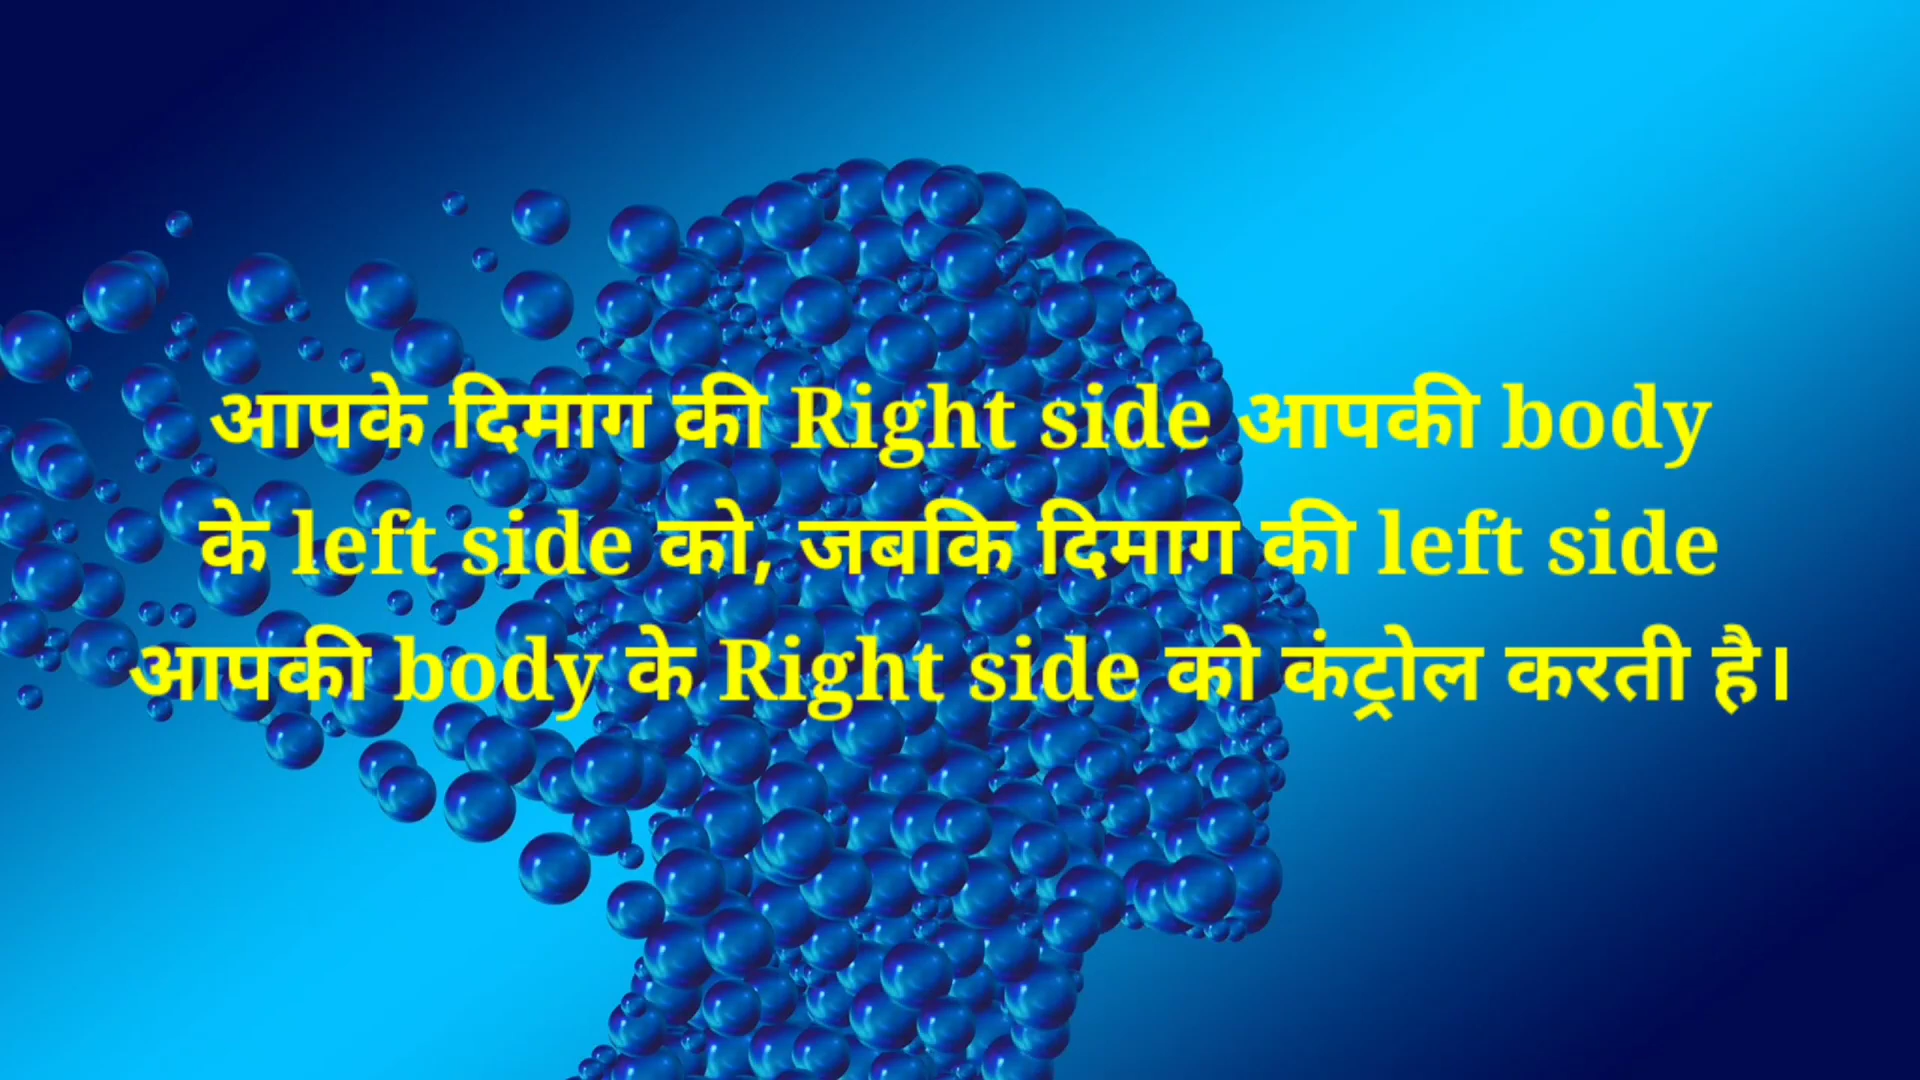 आपके दिमाग की Right side आपकी body
के left side को, जबकि दिमाग की left side
आपकी body के Right side को कंट्रोल करती है।